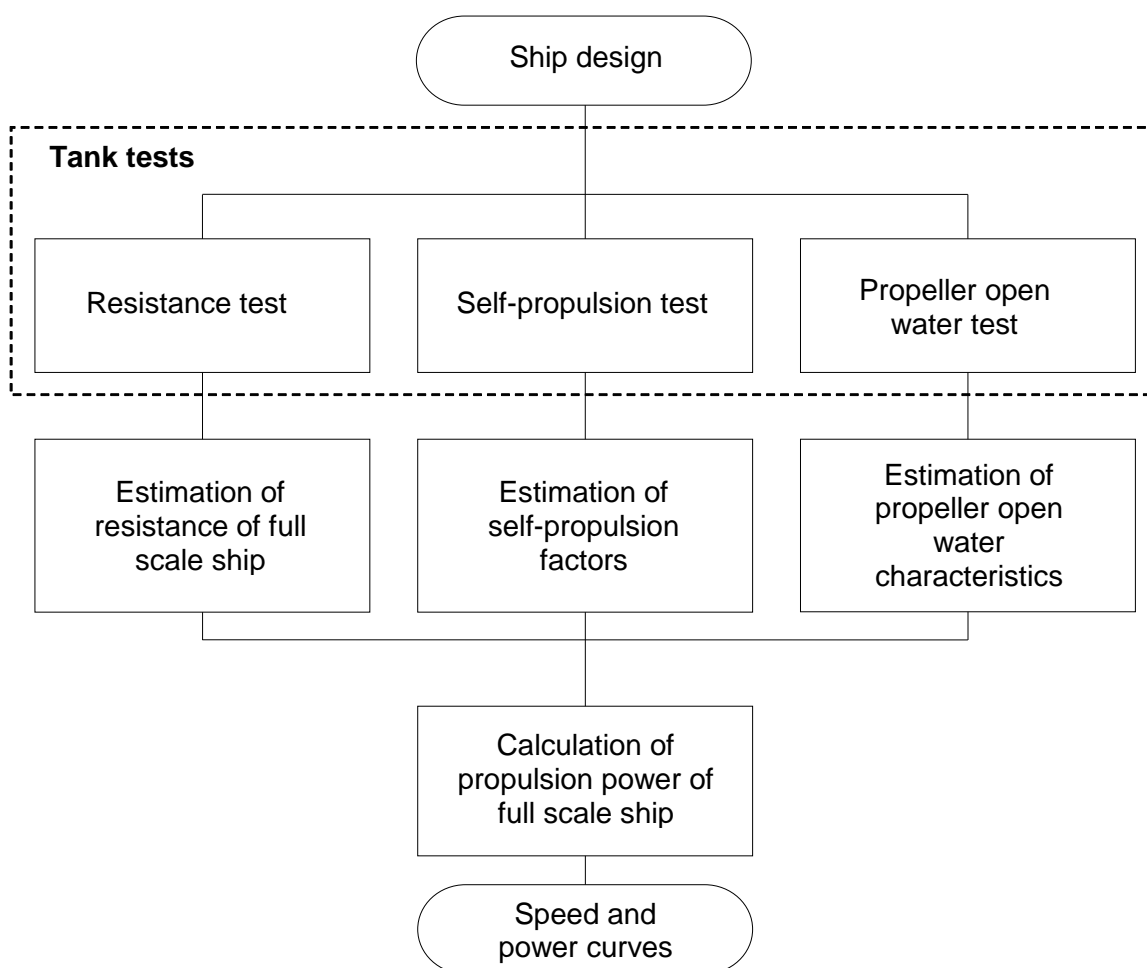 Ship design
Tank tests
Resistance test
Self-propulsion test
Propeller open
water test
Estimation of
resistance of full
scale ship
Estimation of
self-propulsion
factors
Estimation of
propeller open
water
characteristics
Calculation of
propulsion power of
full scale ship
Speed and
power curves